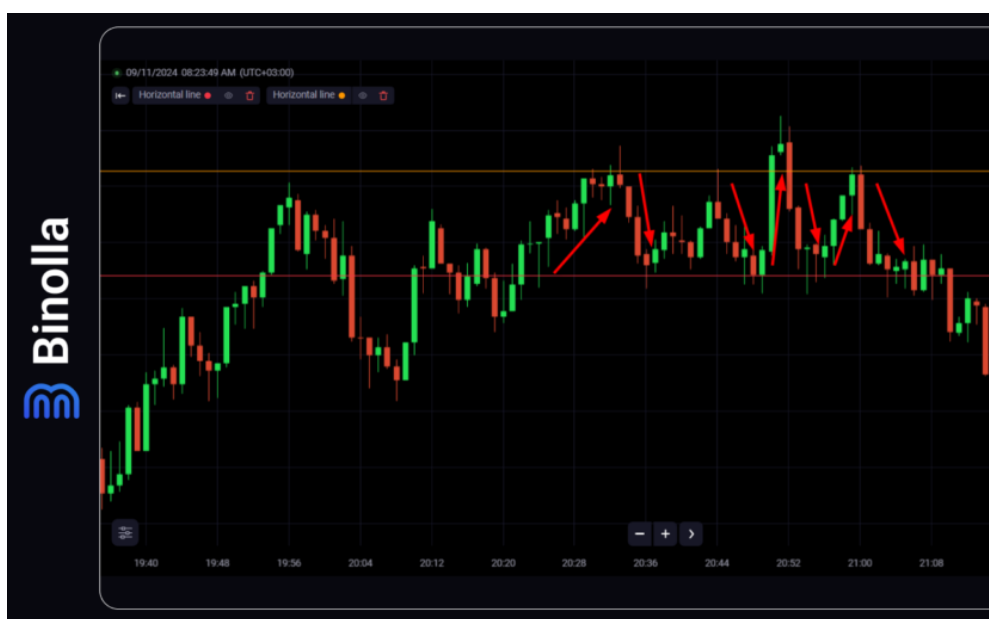 Binolla
09/11/2024 08:23:49 AM (UTC+03:00)
Horizontal line
Horizontal line
19:40 19:48 19:56 20:04 20:12 20:20 20:28 20:36 20:44 20:52 21:00 21:08